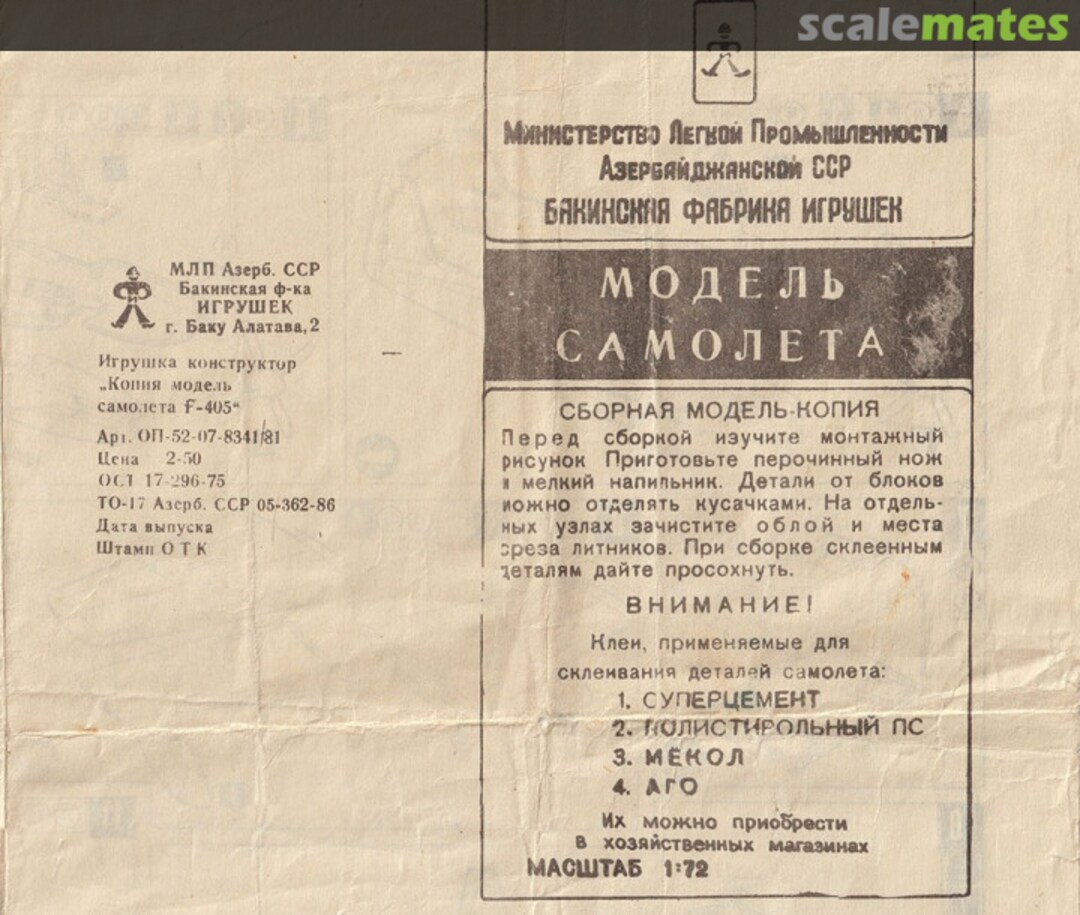 scalemates
МИНИСТЕРСТВО ЛЕГКОЙ ПРОМЫШЛЕННОСТИ
АЗЕРБАЙДЖАНСКОЙ ССР
БАКИНСКАЯ ФАБРИКА ИГРУШЕК
МОДЕЛЬ
САМОЛЕТА
СБОРНАЯ МОДЕЛЬ-КОПИЯ
Перед сборкой изучите монтажный
рисунок Приготовьте перочинный нож
и мелкий напильник. Детали от блоков
можно отделять кусачками. На отдель-
ных узлах зачистите облой и места
среза литников. При сборке склеенным
деталям дайте просохнуть.
ВНИМАНИЕ!
Клеи, применяемые для
склеивания деталей самолета:
1. СУПЕРЦЕМЕНТ
2. ПОЛИСТИРОЛЬНЫЙ ПС
3. МЕКОЛ
4. АГО
Их можно приобрести
в хозяйственных магазинах
МАСШТАБ 1:72
МЛП Азерб. ССР
Бакинская ф-ка
ИГРУШЕК
г. Баку Алатава, 2
Игрушка конструктор
„Копия модель
самолета F-405“
Арт. ОП-52-07-8341/81
Цена 2-50
ОСТ 17-296-75
ТО-17 Азерб. ССР 05-362-86
Дата выпуска
Штамп ОТК